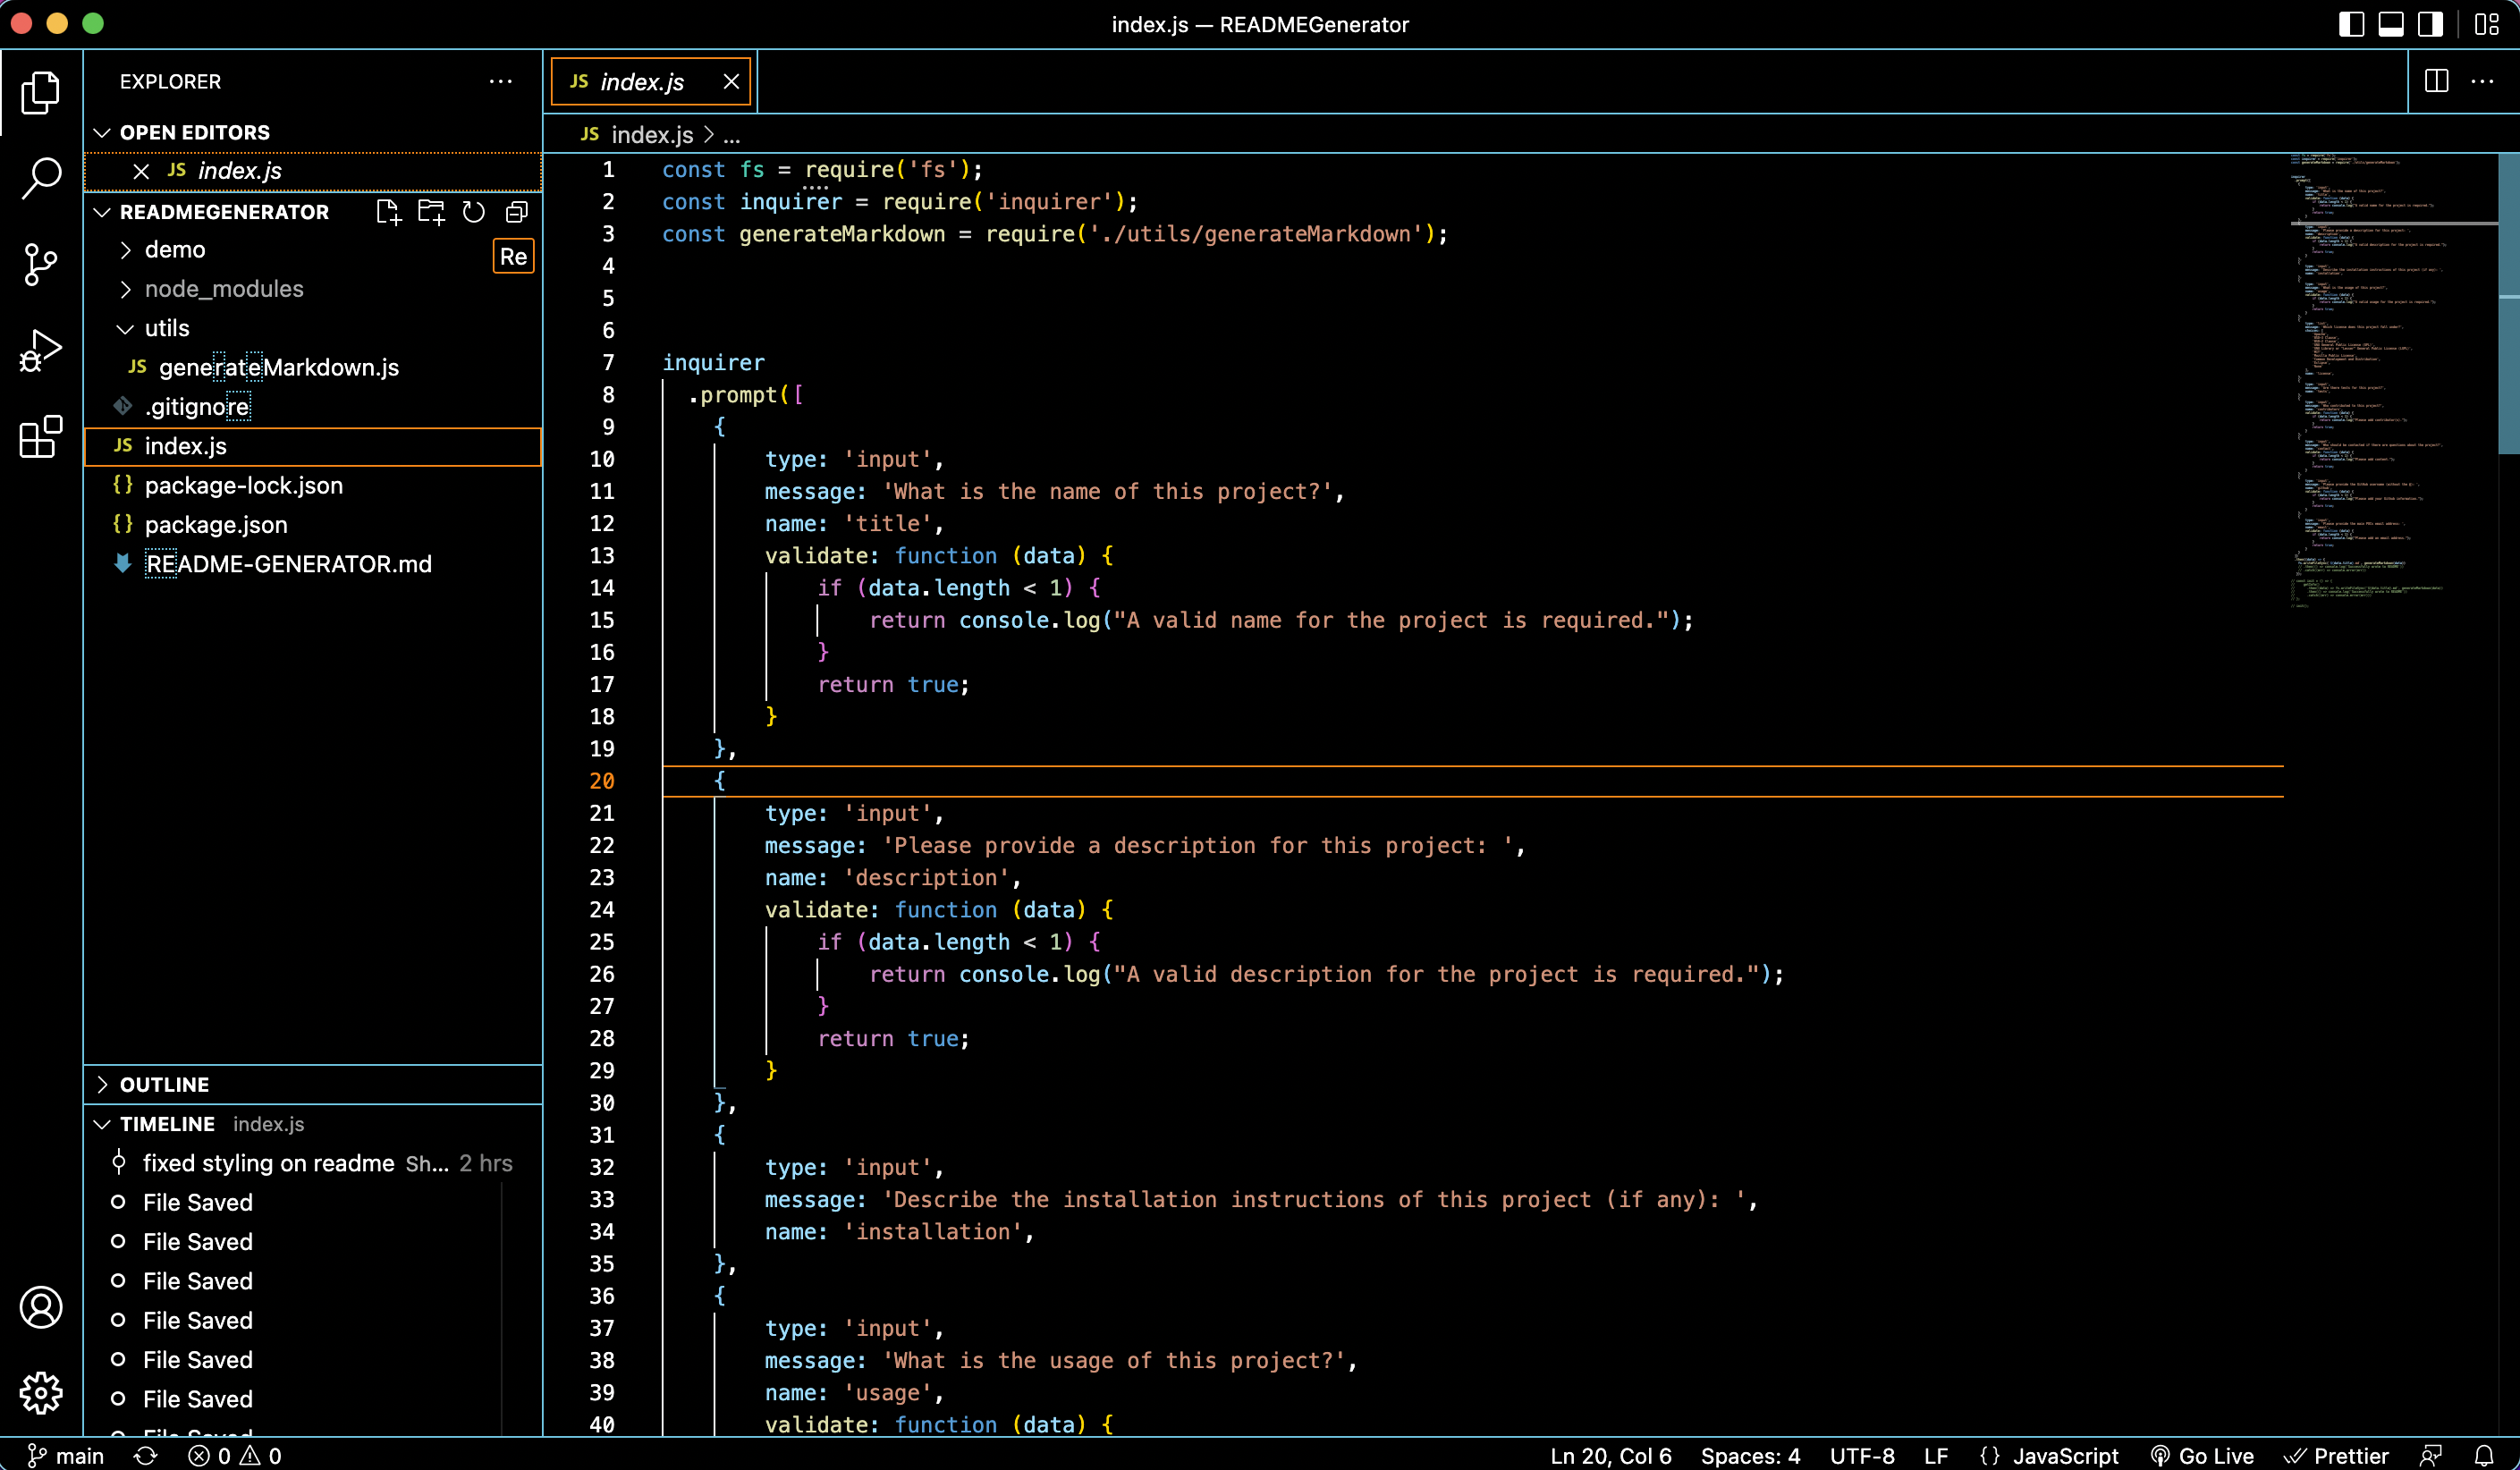 index.js — READMEGenerator
EXPLORER
OPEN EDITORS
JS index.js
READMEGENERATOR
demo
Re
node_modules
utils
JS generateMarkdown.js
.gitignore
JS index.js
{} package-lock.json
{} package.json
README-GENERATOR.md
OUTLINE
TIMELINE index.js
fixed styling on readme Sh... 2 hrs
File Saved
File Saved
File Saved
File Saved
File Saved
File Saved
JS index.js
JS index.js > ...
1 const fs = require('fs');
2 const inquirer = require('inquirer');
3 const generateMarkdown = require('./utils/generateMarkdown');
4
5
6
7 inquirer
8 .prompt([
9 {
10 type: 'input',
11 message: 'What is the name of this project?',
12 name: 'title',
13 validate: function (data) {
14 if (data.length < 1) {
15 return console.log("A valid name for the project is required.");
16 }
17 return true;
18 }
19 },
20 {
21 type: 'input',
22 message: 'Please provide a description for this project: ',
23 name: 'description',
24 validate: function (data) {
25 if (data.length < 1) {
26 return console.log("A valid description for the project is required.");
27 }
28 return true;
29 }
30 },
31 {
32 type: 'input',
33 message: 'Describe the installation instructions of this project (if any): ',
34 name: 'installation',
35 },
36 {
37 type: 'input',
38 message: 'What is the usage of this project?',
39 name: 'usage',
40 validate: function (data) {
main 0 0 Ln 20, Col 6 Spaces: 4 UTF-8 LF {} JavaScript Go Live Prettier